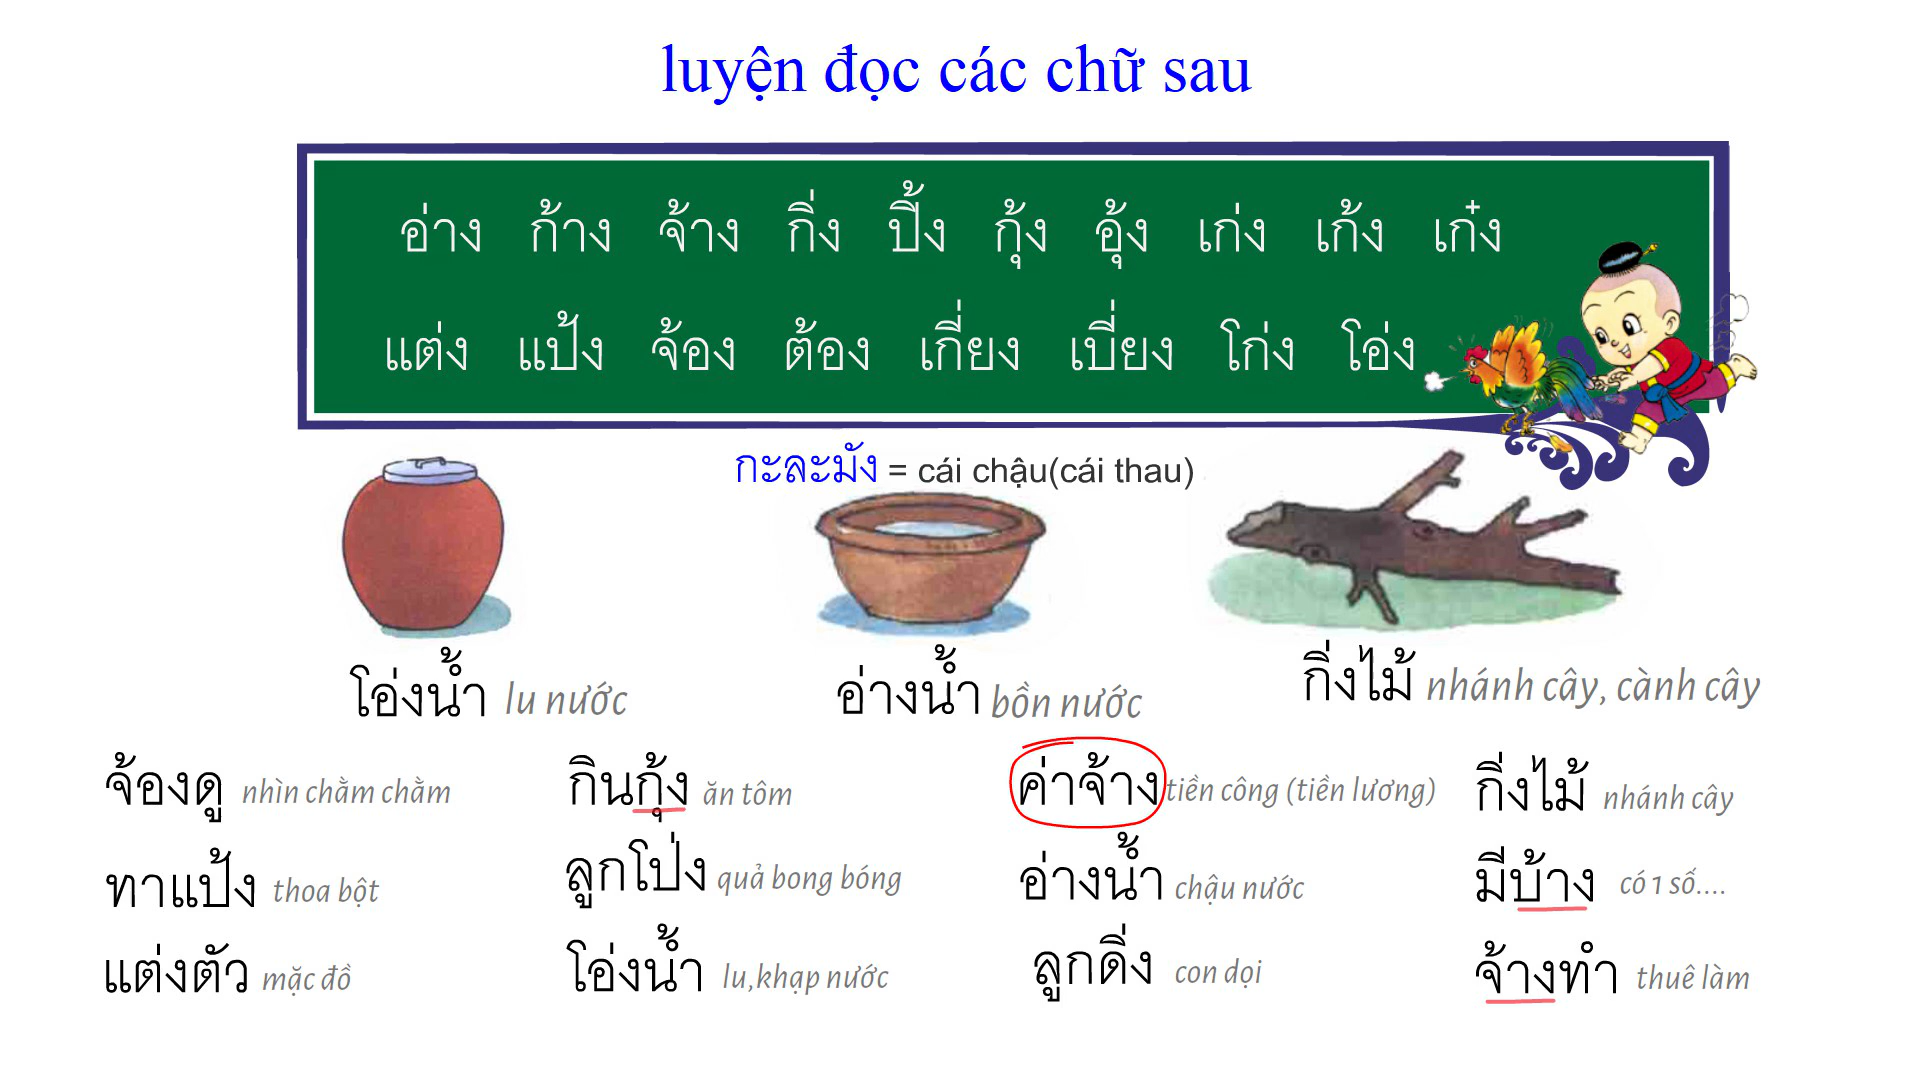 luyện đọc các chữ sau
อ่าง ก้าง จ้าง กิ่ง ปิ้ง กุ้ง อุ้ง เก่ง เก้ง เก๋ง
แต่ง แป้ง จ้อง ต้อง เกี่ยง เบี่ยง โก่ง โอ่ง
กะละมัง = cái chậu(cái thau)
โอ่งน้ำ lu nước อ่างน้ำ bồn nước กิ่งไม้ nhánh cây, cành cây
จ้องดู nhìn chằm chằm กินกุ้ง ăn tôm ค่าจ้าง tiền công (tiền lương) กิ่งไม้ nhánh cây
ทาแป้ง thoa bột ลูกโป่ง quả bong bóng อ่างน้ำ chậu nước มีบ้าง có 1 số....
แต่งตัว mặc đồ โอ่งน้ำ lu,khạp nước ลูกดิ่ง con dọi จ้างทำ thuê làm